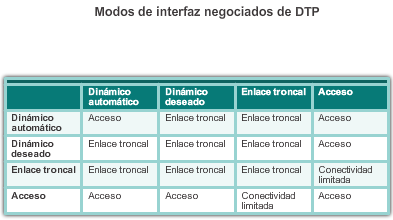 Modos de interfaz negociados de DTP
Dinámico automático Dinámico deseado Enlace troncal Acceso
Dinámico automático Acceso Enlace troncal Enlace troncal Acceso
Dinámico deseado Enlace troncal Enlace troncal Enlace troncal Acceso
Enlace troncal Enlace troncal Enlace troncal Enlace troncal Conectividad limitada
Acceso Acceso Acceso Conectividad limitada Acceso